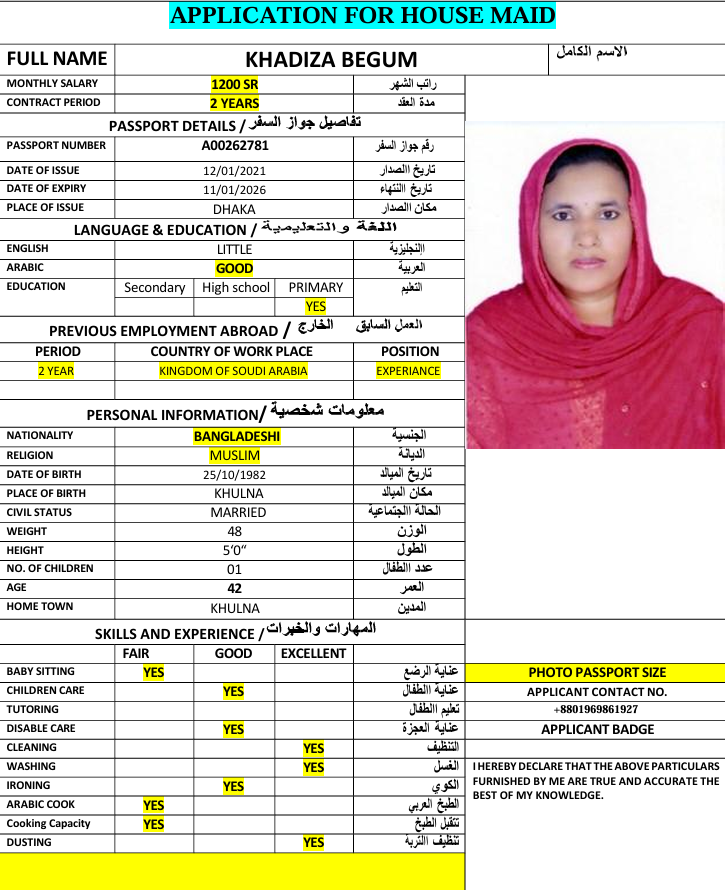 APPLICATION FOR HOUSE MAID
FULL NAME KHADIZA BEGUM الاسم الكامل
MONTHLY SALARY 1200 SR راتب الشهر
CONTRACT PERIOD 2 YEARS مدة العقد
PASSPORT DETAILS / تفاصيل جواز السفر
PASSPORT NUMBER A00262781 رقم جواز السفر
DATE OF ISSUE 12/01/2021 تاريخ االصدار
DATE OF EXPIRY 11/01/2026 تاريخ االنتهاء
PLACE OF ISSUE DHAKA مكان االصدار
LANGUAGE & EDUCATION / اللغة والتعليمية
ENGLISH LITTLE االنجليزية
ARABIC GOOD العربية
EDUCATION Secondary High school PRIMARY التعليم
YES
PREVIOUS EMPLOYMENT ABROAD / العمل السابق الخارج
PERIOD COUNTRY OF WORK PLACE POSITION
2 YEAR KINGDOM OF SOUDI ARABIA EXPERIANCE
PERSONAL INFORMATION/ معلومات شخصية
NATIONALITY BANGLADESHI الجنسية
RELIGION MUSLIM الديانة
DATE OF BIRTH 25/10/1982 تاريخ الميالد
PLACE OF BIRTH KHULNA مكان الميالد
CIVIL STATUS MARRIED الحالة االجتماعية
WEIGHT 48 الوزن
HEIGHT 5'0" الطول
NO. OF CHILDREN 01 عدد االطفال
AGE 42 العمر
HOME TOWN KHULNA المدين
SKILLS AND EXPERIENCE / المهارات والخبرات
FAIR GOOD EXCELLENT
BABY SITTING YES عناية الرضع
CHILDREN CARE YES عناية االطفال
TUTORING تعليم االطفال
DISABLE CARE YES عناية العجزة
CLEANING YES التنظيف
WASHING YES الغسل
IRONING YES الكوي
ARABIC COOK YES الطبخ العربي
Cooking Capacity YES تتقبل الطبخ
DUSTING YES تنظيف االتربة
PHOTO PASSPORT SIZE
APPLICANT CONTACT NO.
+8801969861927
APPLICANT BADGE
I HEREBY DECLARE THAT THE ABOVE PARTICULARS
FURNISHED BY ME ARE TRUE AND ACCURATE THE
BEST OF MY KNOWLEDGE.